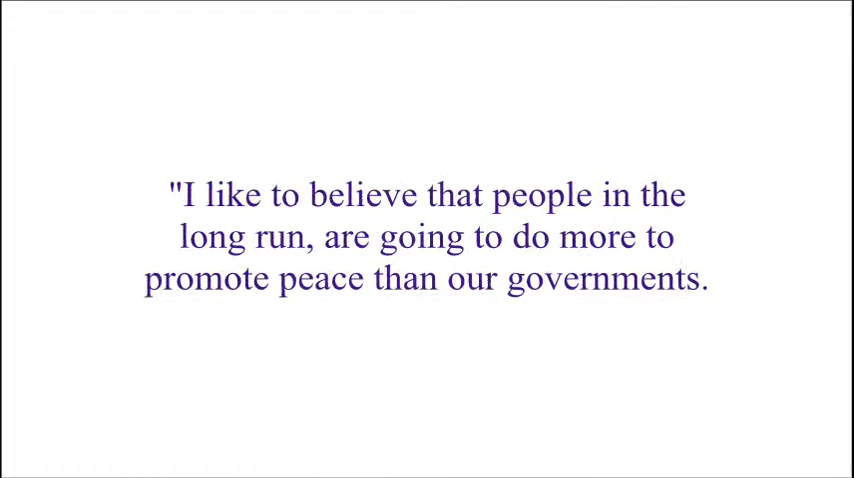 "I like to believe that people in the
long run, are going to do more to
promote peace than our governments.